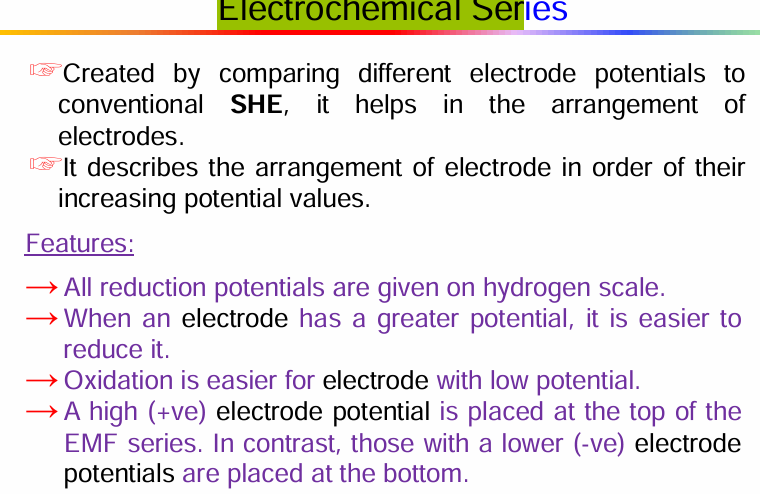 Electrochemical Series
☞Created by comparing different electrode potentials to
conventional SHE, it helps in the arrangement of
electrodes.
☞It describes the arrangement of electrode in order of their
increasing potential values.
Features:
→ All reduction potentials are given on hydrogen scale.
→ When an electrode has a greater potential, it is easier to
reduce it.
→ Oxidation is easier for electrode with low potential.
→ A high (+ve) electrode potential is placed at the top of the
EMF series. In contrast, those with a lower (-ve) electrode
potentials are placed at the bottom.